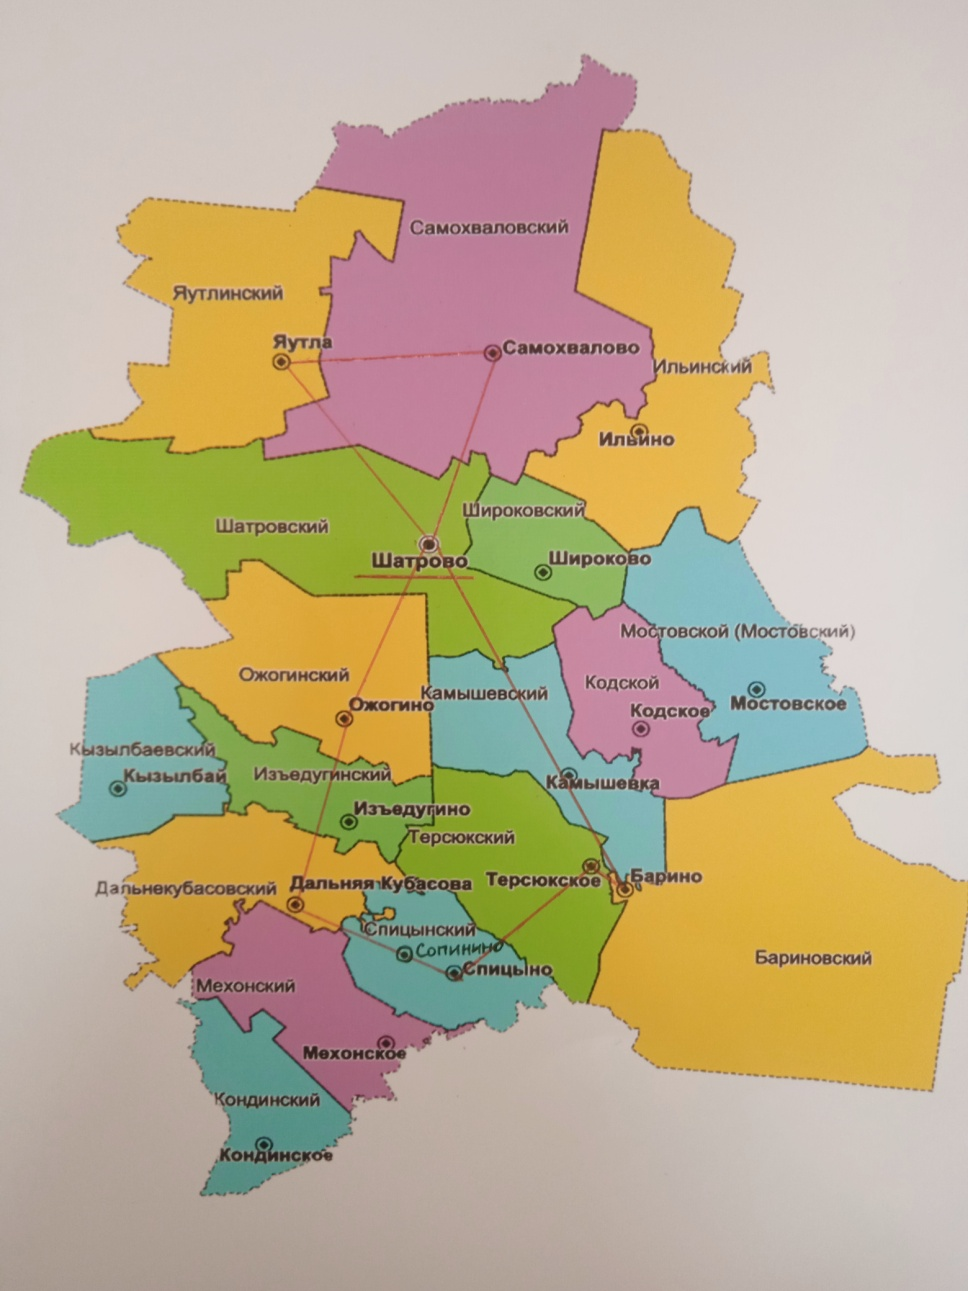 Самохваловский
Яутлинский
Яутла
Самохвалово
Ильинский
Ильино
Широковский
Шатровский
Широково
Шатрово
Мостовской (Мостовский)
Ожогинский
Кодской
Камышевский
Мостовское
Ожогино
Кодское
Кызылбаевский
Кызылбай
Изъедугинский
Камышевка
Изъедугино
Терсюкский
Барино
Терсюкское
Дальнекубасовский
Дальняя Кубасова
Спицынский
Сопинино
Бариновский
Спицыно
Мехонский
Мехонское
Кондинский
Кондинское